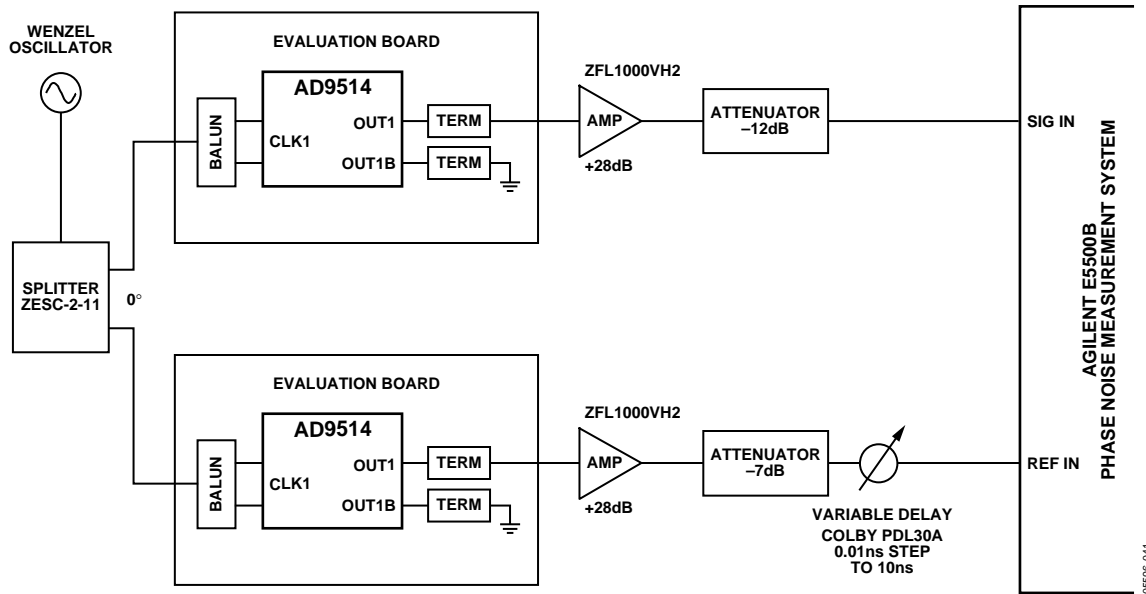 WENZEL
OSCILLATOR
SPLITTER
ZESC-2-11
0°
EVALUATION BOARD
BALUN
AD9514
CLK1
OUT1
OUT1B
TERM
TERM
ZFL1000VH2
AMP
+28dB
ATTENUATOR
–12dB
SIG IN
EVALUATION BOARD
BALUN
AD9514
CLK1
OUT1
OUT1B
TERM
TERM
ZFL1000VH2
AMP
+28dB
ATTENUATOR
–7dB
VARIABLE DELAY
COLBY PDL30A
0.01ns STEP
TO 10ns
REF IN
AGILENT E5500B
PHASE NOISE MEASUREMENT SYSTEM